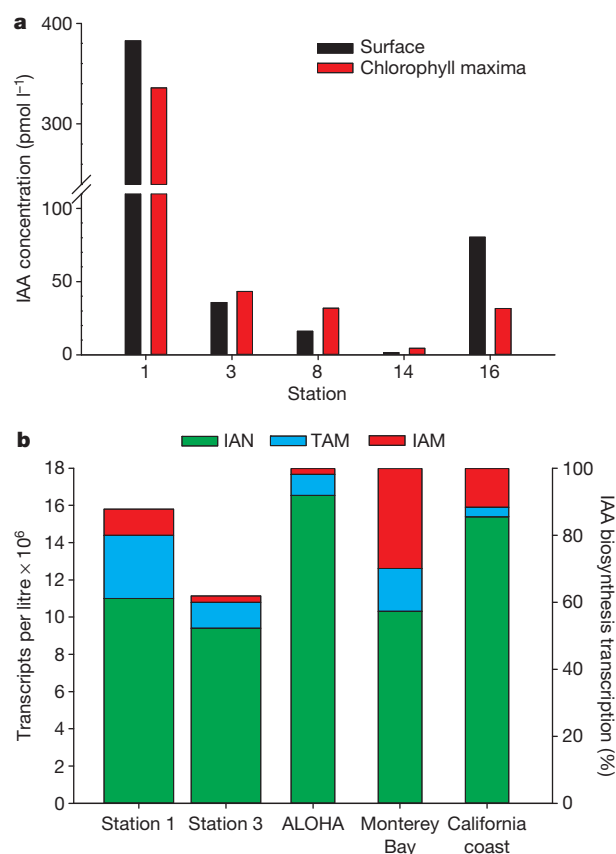 a
400
300
100
50
0
IAA concentration (pmol l⁻¹)
Surface
Chlorophyll maxima
1 3 8 14 16
Station
b
IAN TAM IAM
18
16
14
12
10
8
6
4
2
0
Transcripts per litre × 10⁶
100
80
60
40
20
0
IAA biosynthesis transcription (%)
Station 1 Station 3 ALOHA Monterey California
Bay coast